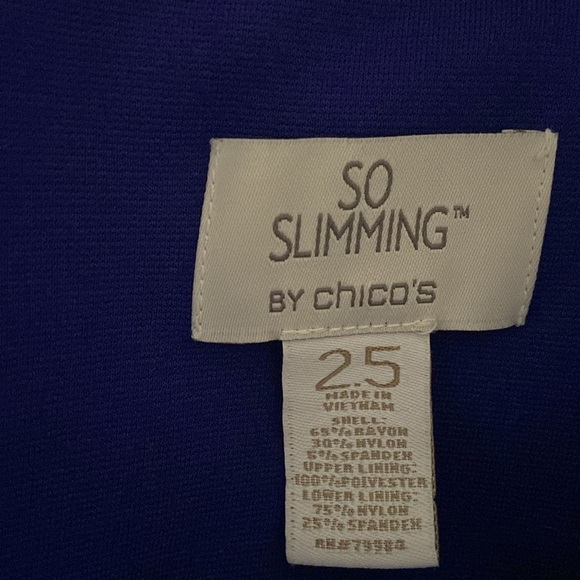 SO
SLIMMING™
BY chico's
2.5
MADE IN
VIETNAM
SHELL:
65%RAYON
30%NYLON
5%SPANDEX
UPPER LINING:
100%POLYESTER
LOWER LINING:
75%NYLON
25%SPANDEX
RN#79984